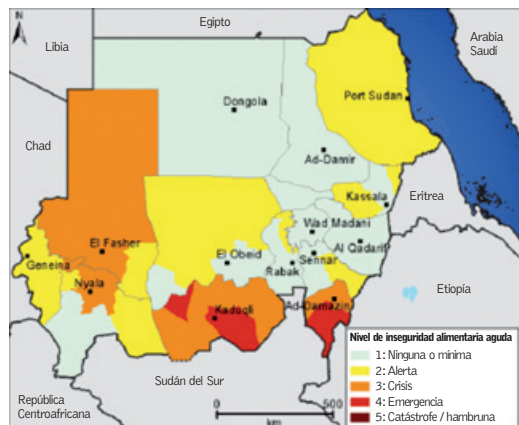 N
Egipto
Libia
Arabia
Saudí
Port Sudan
Dongola
Chad
Ad-Damir
Kassala
Eritrea
Wad Madani
El Fasher
El Obeid
Al Qadarif
Geneina
Rabak
Sennar
Nyala
Etiopía
Kaduqli
Ad-Damazin
Nivel de inseguridad alimentaria aguda
1: Ninguna o mínima
2: Alerta
3: Crisis
4: Emergencia
5: Catástrofe / hambruna
Sudán del Sur
República
Centroafricana
0 500
km